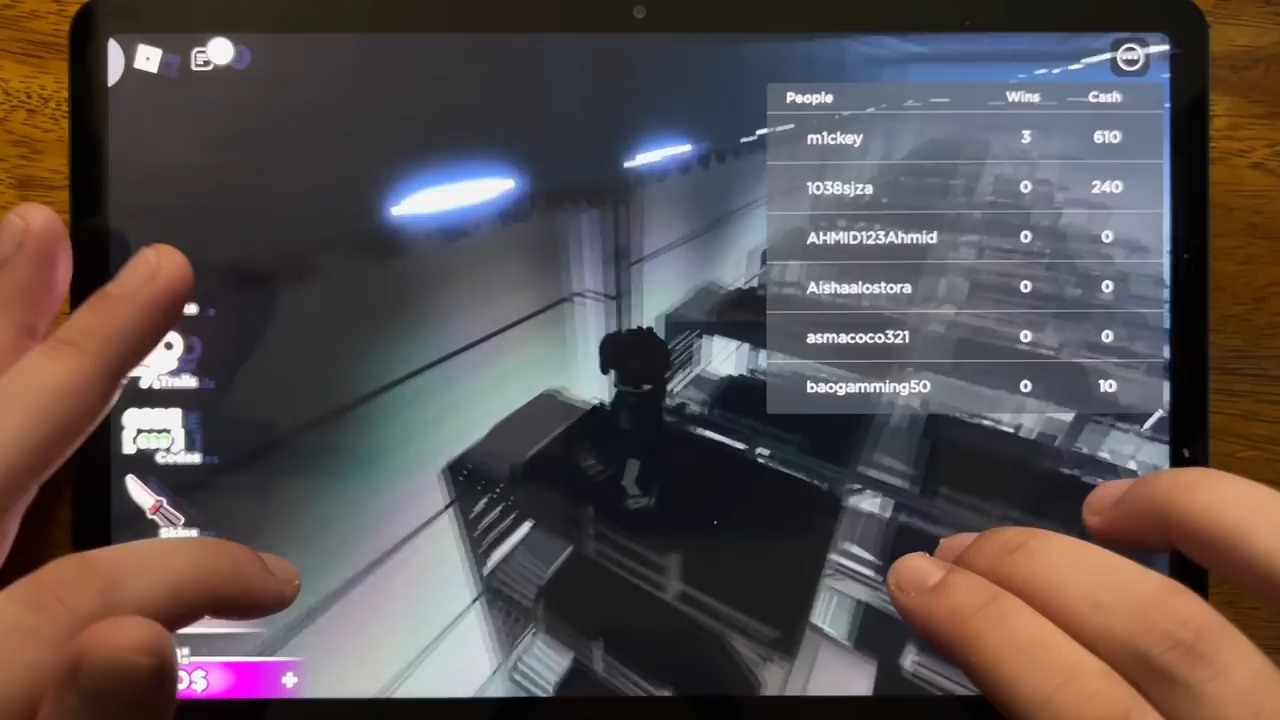 People Wins Cash
m1ckey 3 610
1038sjza 0 240
AHMID123Ahmid 0 0
Aishaalostora 0 0
asmacoco321 0 0
baogamming50 0 10
Trails
Codes
Skins
$ +